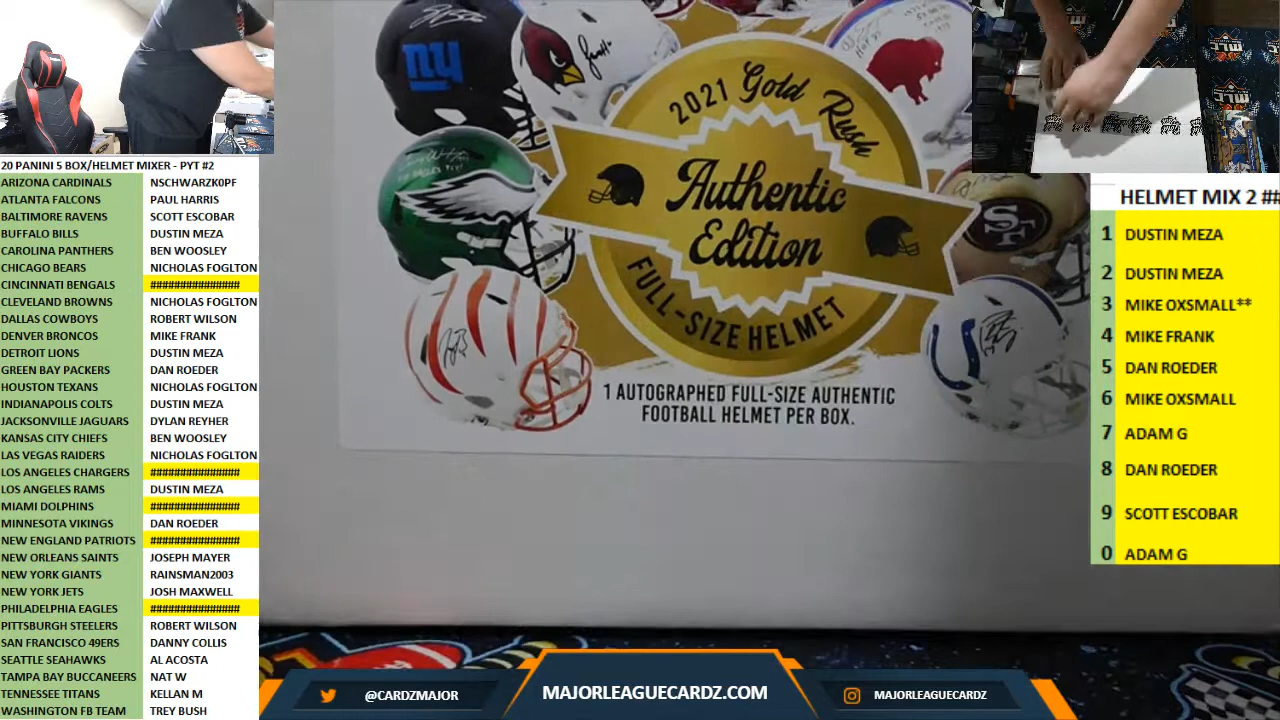 20 PANINI 5 BOX/HELMET MIXER - PYT #2
ARIZONA CARDINALS NSCHWARZK0PF
ATLANTA FALCONS PAUL HARRIS
BALTIMORE RAVENS SCOTT ESCOBAR
BUFFALO BILLS DUSTIN MEZA
CAROLINA PANTHERS BEN WOOSLEY
CHICAGO BEARS NICHOLAS FOGLTON
CINCINNATI BENGALS ###############
CLEVELAND BROWNS NICHOLAS FOGLTON
DALLAS COWBOYS ROBERT WILSON
DENVER BRONCOS MIKE FRANK
DETROIT LIONS DUSTIN MEZA
GREEN BAY PACKERS DAN ROEDER
HOUSTON TEXANS NICHOLAS FOGLTON
INDIANAPOLIS COLTS DUSTIN MEZA
JACKSONVILLE JAGUARS DYLAN REYHER
KANSAS CITY CHIEFS BEN WOOSLEY
LAS VEGAS RAIDERS NICHOLAS FOGLTON
LOS ANGELES CHARGERS ###############
LOS ANGELES RAMS DUSTIN MEZA
MIAMI DOLPHINS ###############
MINNESOTA VIKINGS DAN ROEDER
NEW ENGLAND PATRIOTS ###############
NEW ORLEANS SAINTS JOSEPH MAYER
NEW YORK GIANTS RAINSMAN2003
NEW YORK JETS JOSH MAXWELL
PHILADELPHIA EAGLES ###############
PITTSBURGH STEELERS ROBERT WILSON
SAN FRANCISCO 49ERS DANNY COLLIS
SEATTLE SEAHAWKS AL ACOSTA
TAMPA BAY BUCCANEERS NAT W
TENNESSEE TITANS KELLAN M
WASHINGTON FB TEAM TREY BUSH
ny
2021 Gold Rush
Authentic
Edition
FULL-SIZE HELMET
SF
1 AUTOGRAPHED FULL-SIZE AUTHENTIC
FOOTBALL HELMET PER BOX.
HELMET MIX 2 ##
1 DUSTIN MEZA
2 DUSTIN MEZA
3 MIKE OXSMALL**
4 MIKE FRANK
5 DAN ROEDER
6 MIKE OXSMALL
7 ADAM G
8 DAN ROEDER
9 SCOTT ESCOBAR
0 ADAM G
@CARDZMAJOR
MAJORLEAGUECARDZ.COM
MAJORLEAGUECARDZ